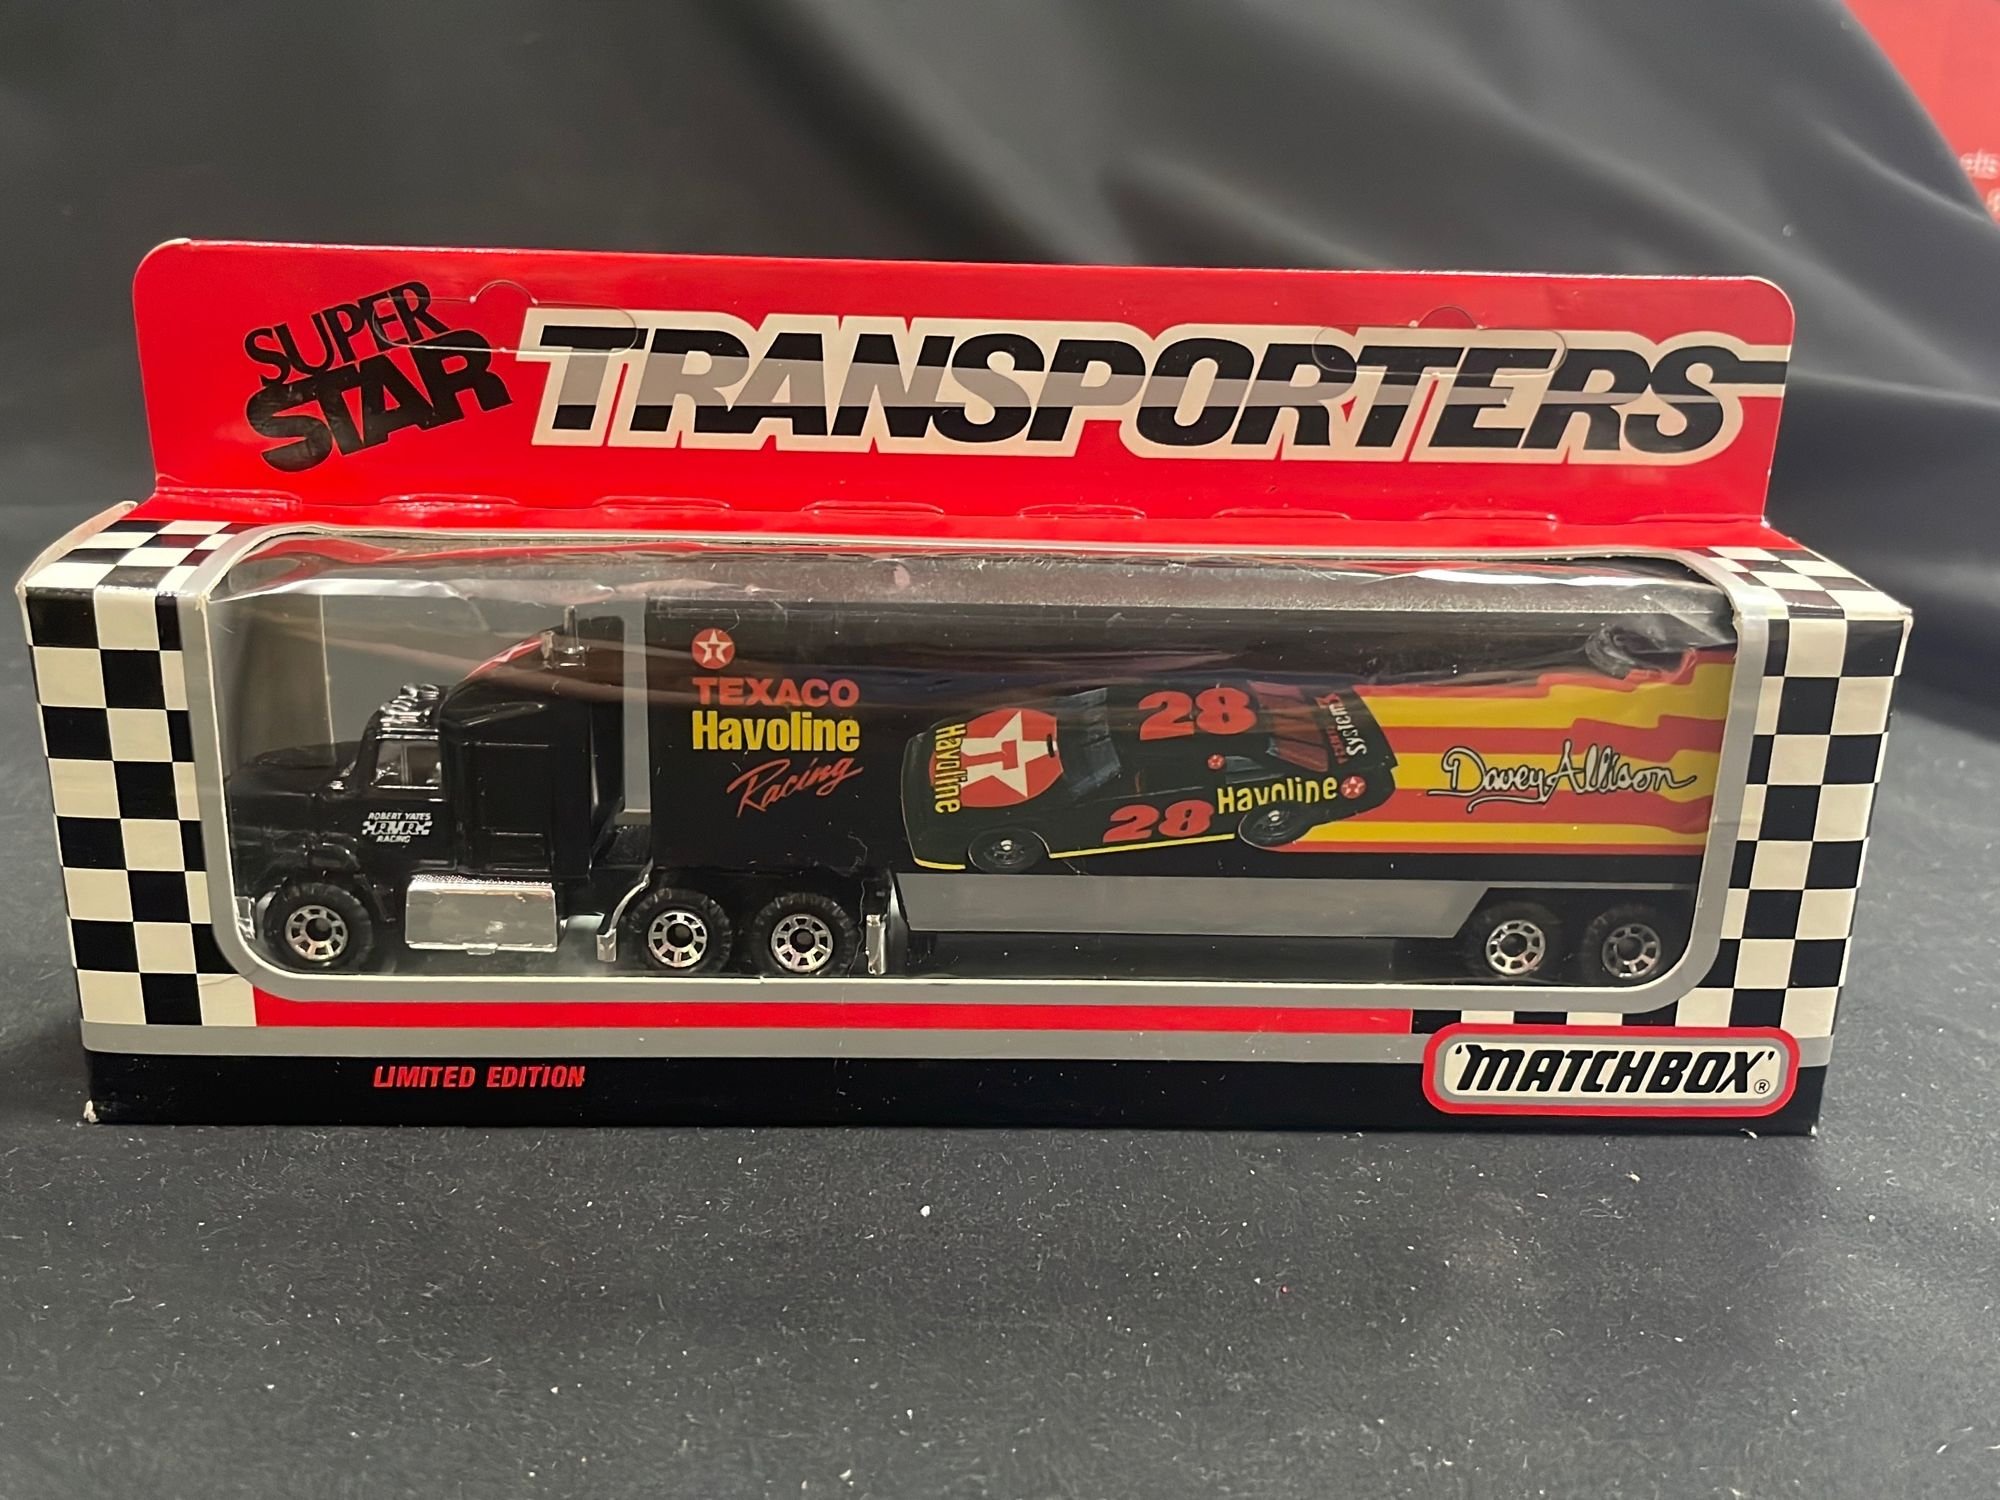 SUPER
STAR
TRANSPORTERS
TEXACO
Havoline
Racing
ROBERT YATES
RYR
RACING
Havoline
T
28
28
Havoline
Systems
Davey Allison
LIMITED EDITION
'MATCHBOX'®